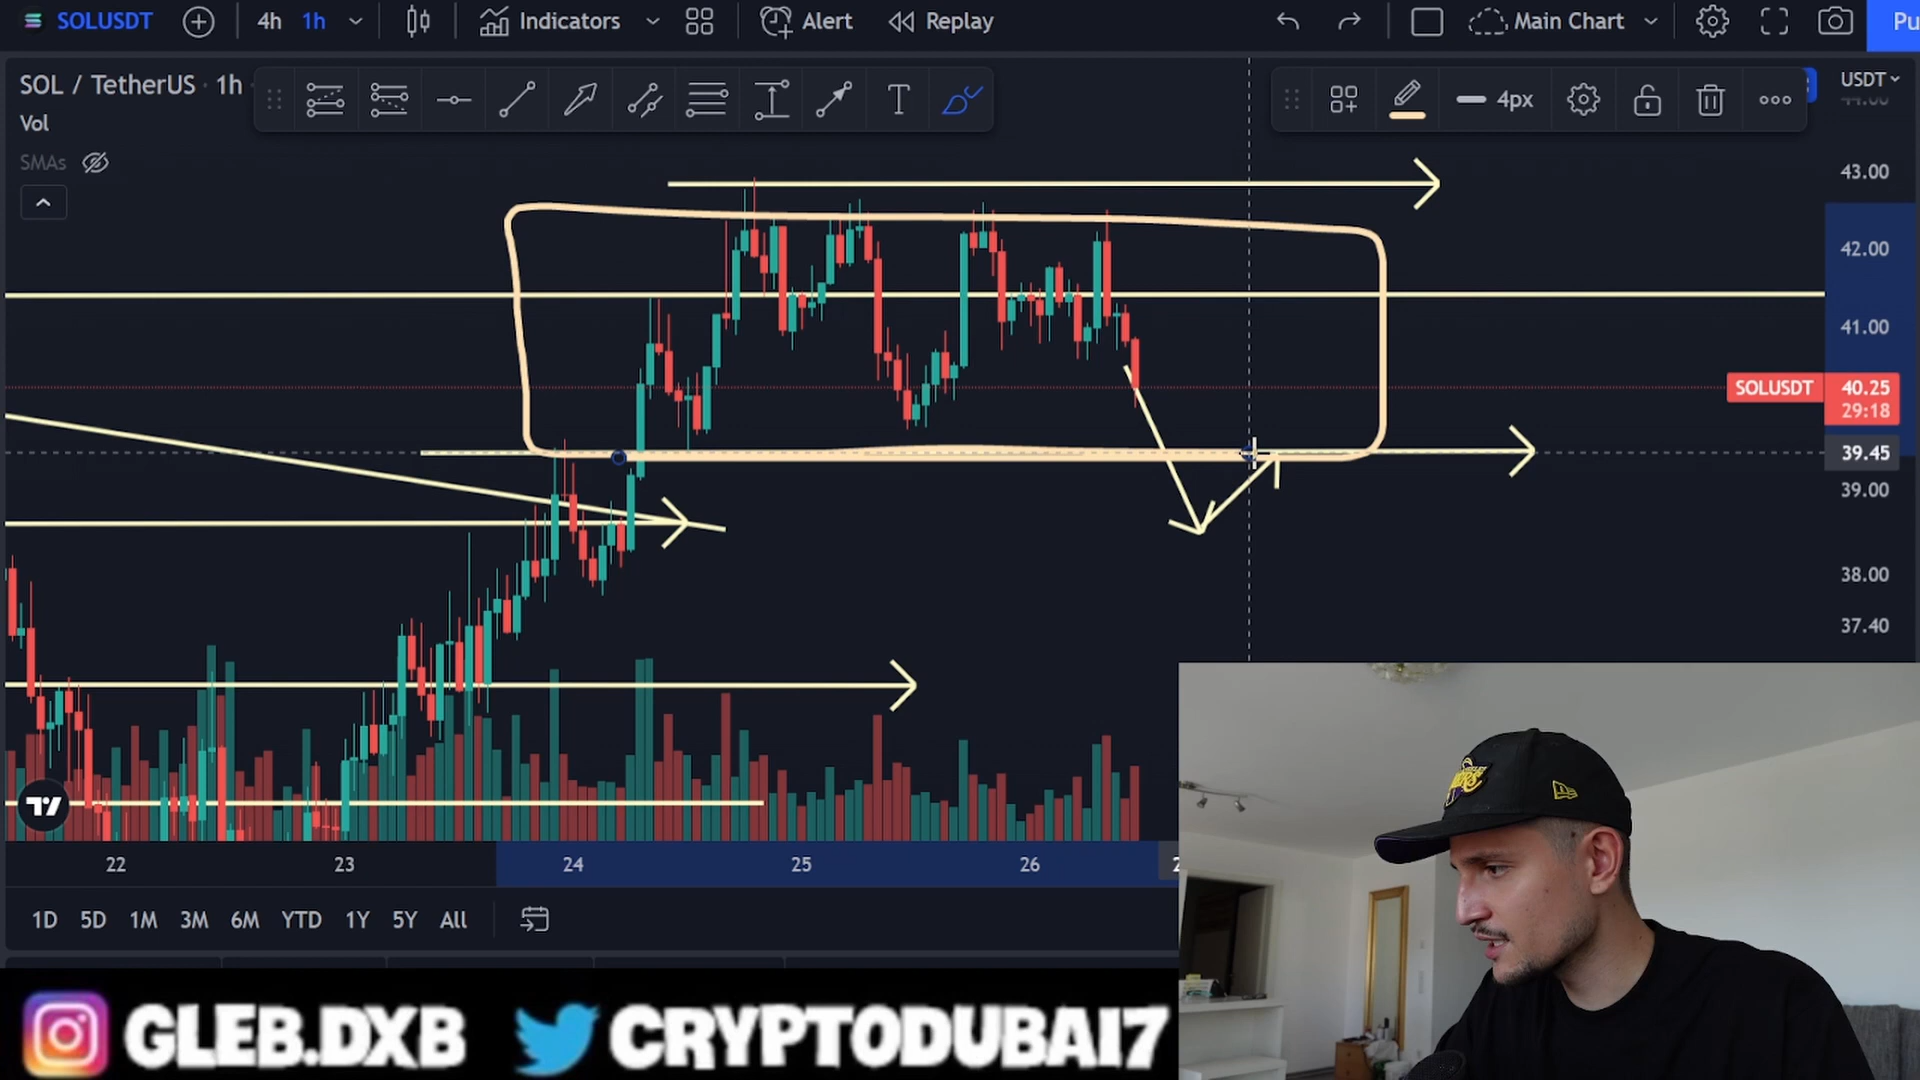 SOLUSDT 4h 1h Indicators Alert Replay Main Chart Pu
SOL / TetherUS · 1h
T
4px
USDT
Vol
SMAs
43.00
42.00
41.00
SOLUSDT 40.25
29:18
39.45
39.00
38.00
37.40
22 23 24 25 26
1D 5D 1M 3M 6M YTD 1Y 5Y All
GLEB.DXB CRYPTODUBAI7